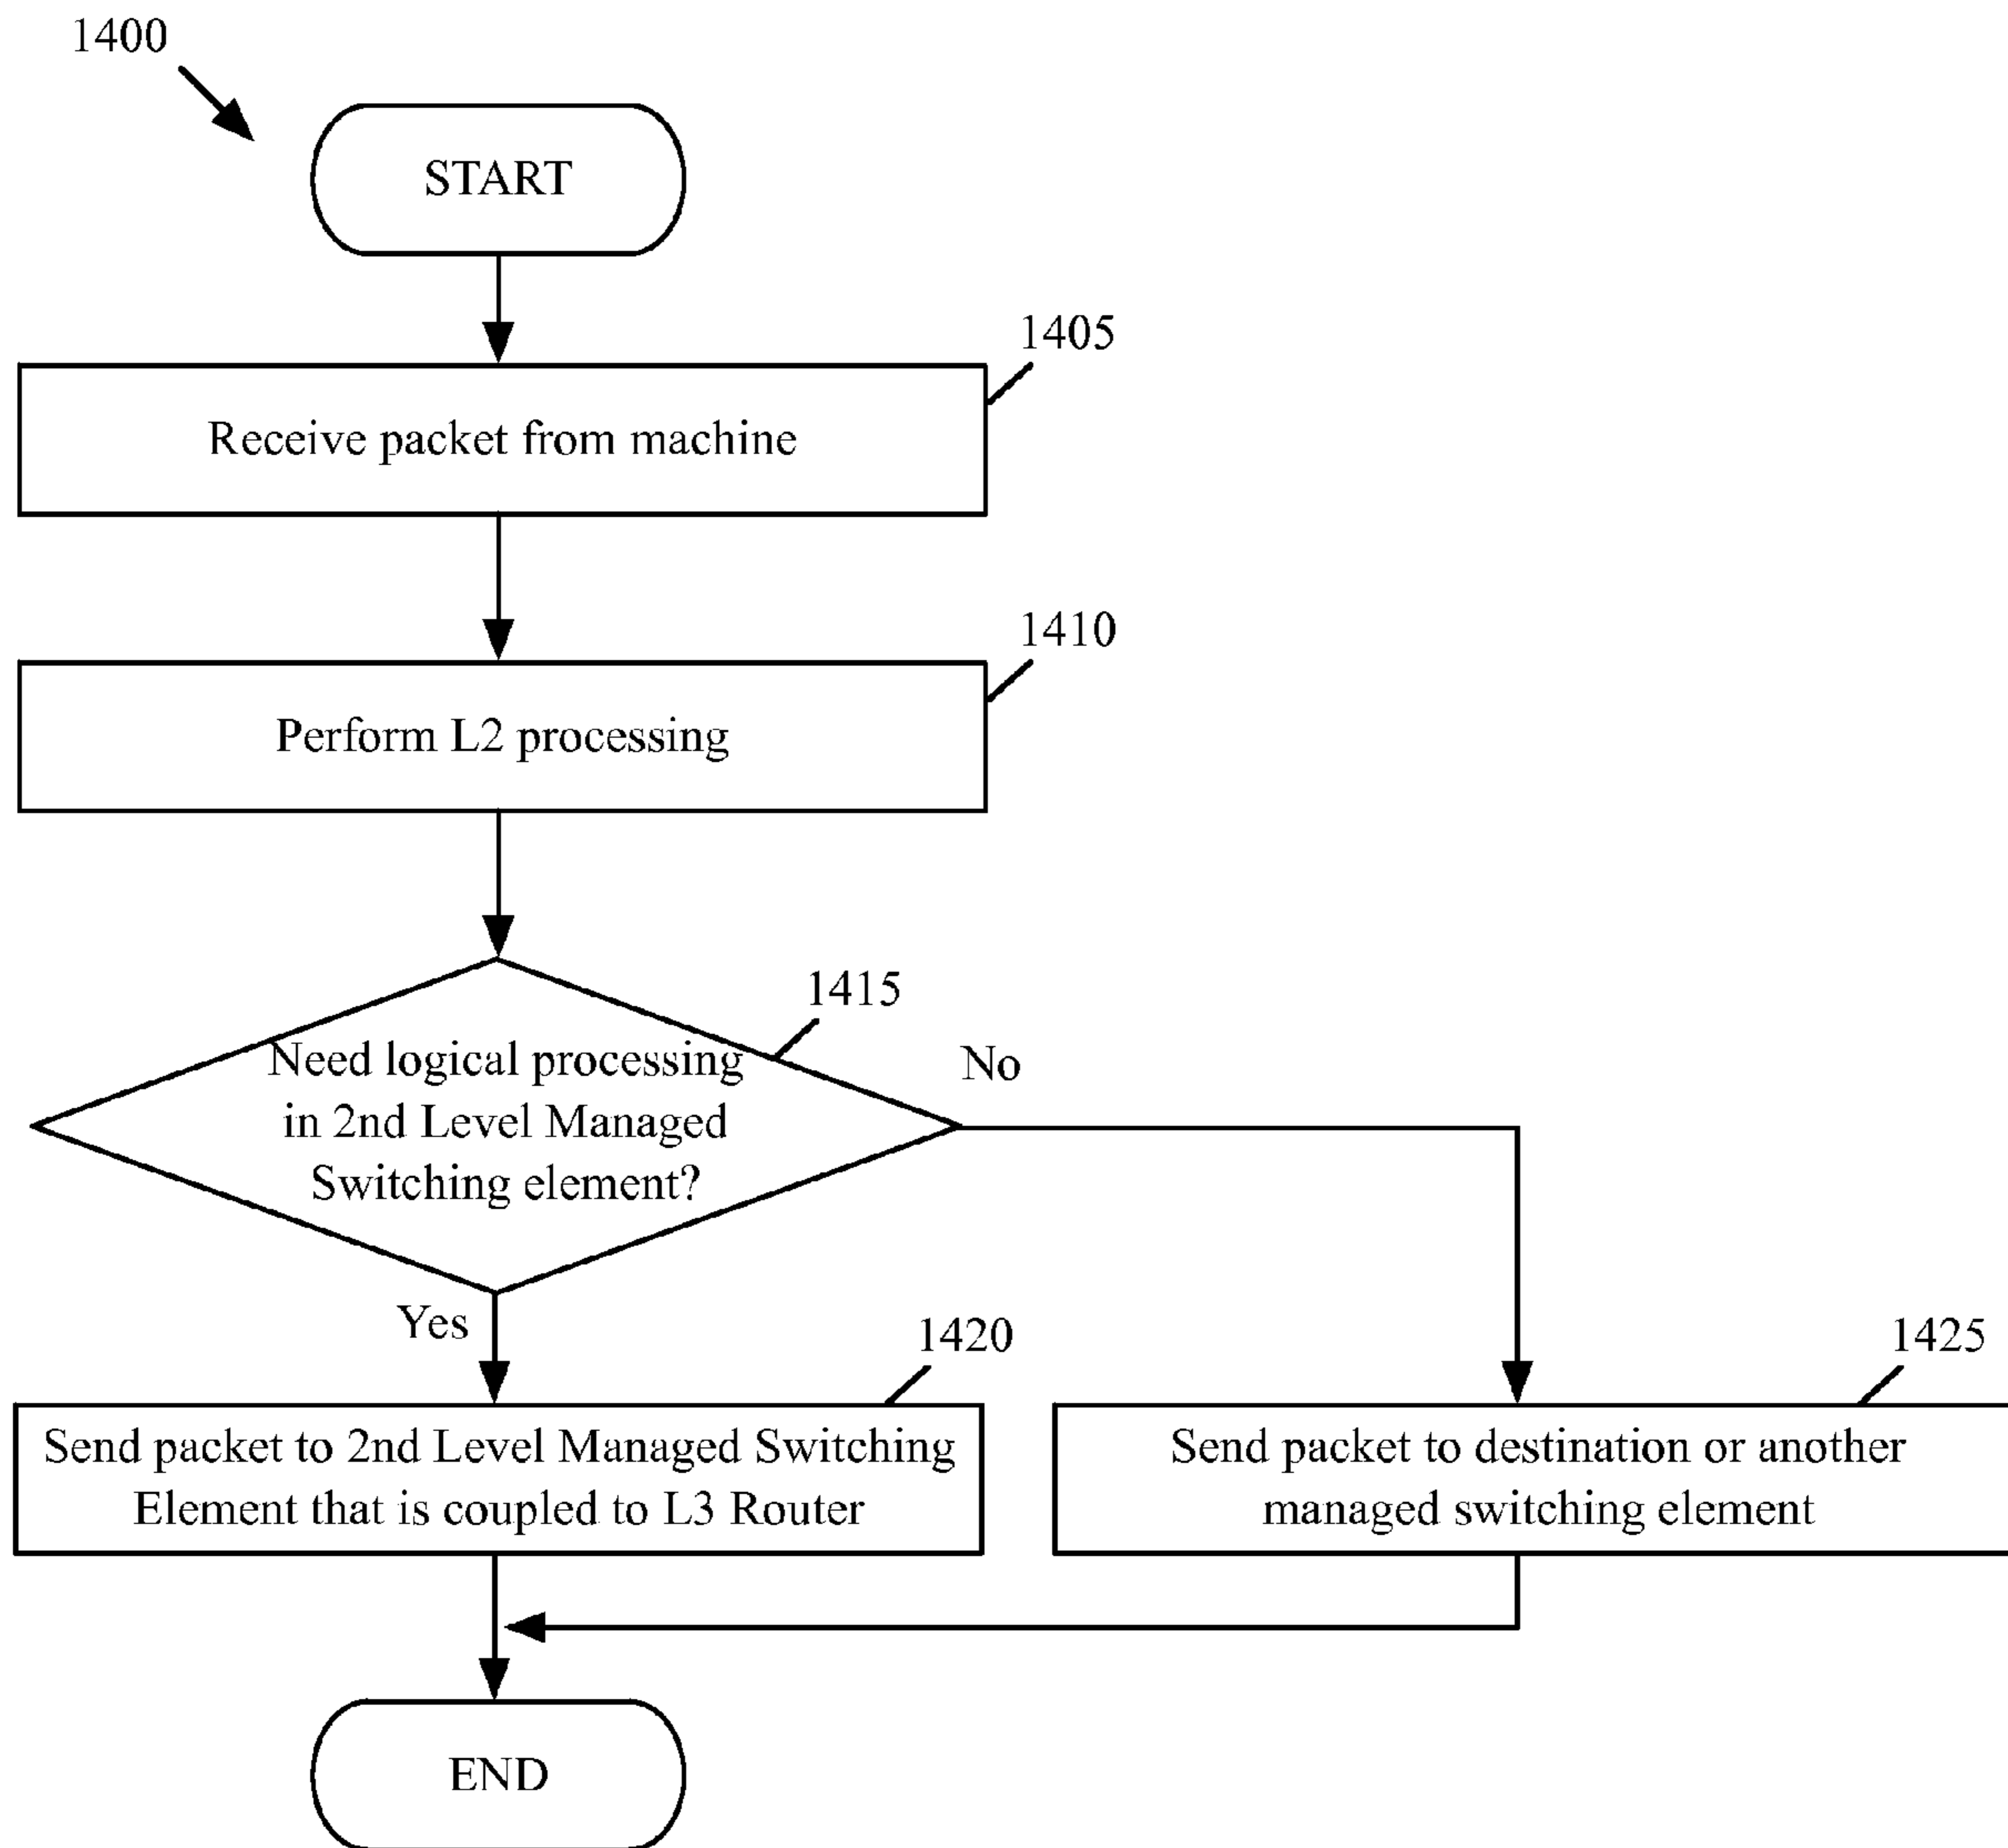 1400
START
1405
Receive packet from machine
1410
Perform L2 processing
1415
Need logical processing
in 2nd Level Managed
Switching element?
No
Yes
1420
Send packet to 2nd Level Managed Switching
Element that is coupled to L3 Router
1425
Send packet to destination or another
managed switching element
END